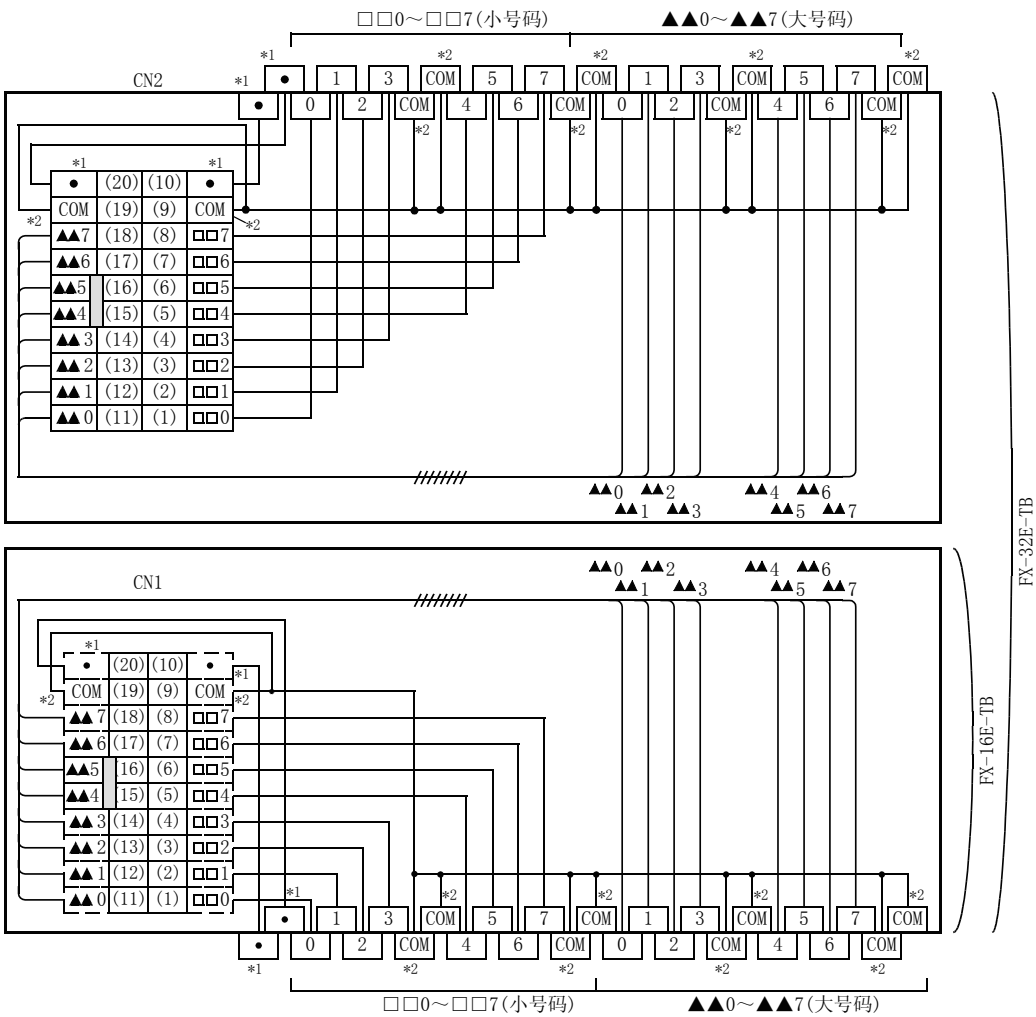 □□0～□□7(小号码) ▲▲0～▲▲7(大号码)
*1 *2 *2 *2 *2
CN2 *1 ● 1 3 COM 5 7 COM 1 3 COM 5 7 COM
● 0 2 COM 4 6 COM 0 2 COM 4 6 COM
*2 *2 *2 *2
*1 *1
● (20) (10) ●
COM (19) (9) COM
*2 *2
▲▲7 (18) (8) □□7
▲▲6 (17) (7) □□6
▲▲5 (16) (6) □□5
▲▲4 (15) (5) □□4
▲▲3 (14) (4) □□3
▲▲2 (13) (3) □□2
▲▲1 (12) (2) □□1
▲▲0 (11) (1) □□0
▲▲0 ▲▲2 ▲▲4 ▲▲6
▲▲1 ▲▲3 ▲▲5 ▲▲7
FX-32E-TB
CN1
▲▲0 ▲▲2 ▲▲4 ▲▲6
▲▲1 ▲▲3 ▲▲5 ▲▲7
*1
● (20) (10) ●
*1
COM (19) (9) COM
*2 *2
▲▲7 (18) (8) □□7
▲▲6 (17) (7) □□6
▲▲5 (16) (6) □□5
▲▲4 (15) (5) □□4
▲▲3 (14) (4) □□3
▲▲2 (13) (3) □□2
▲▲1 (12) (2) □□1
▲▲0 (11) (1) □□0
FX-16E-TB
*1 *2 *2 *2 *2
● 1 3 COM 5 7 COM 1 3 COM 5 7 COM
● 0 2 COM 4 6 COM 0 2 COM 4 6 COM
*1 *2 *2 *2 *2
□□0～□□7(小号码) ▲▲0～▲▲7(大号码)